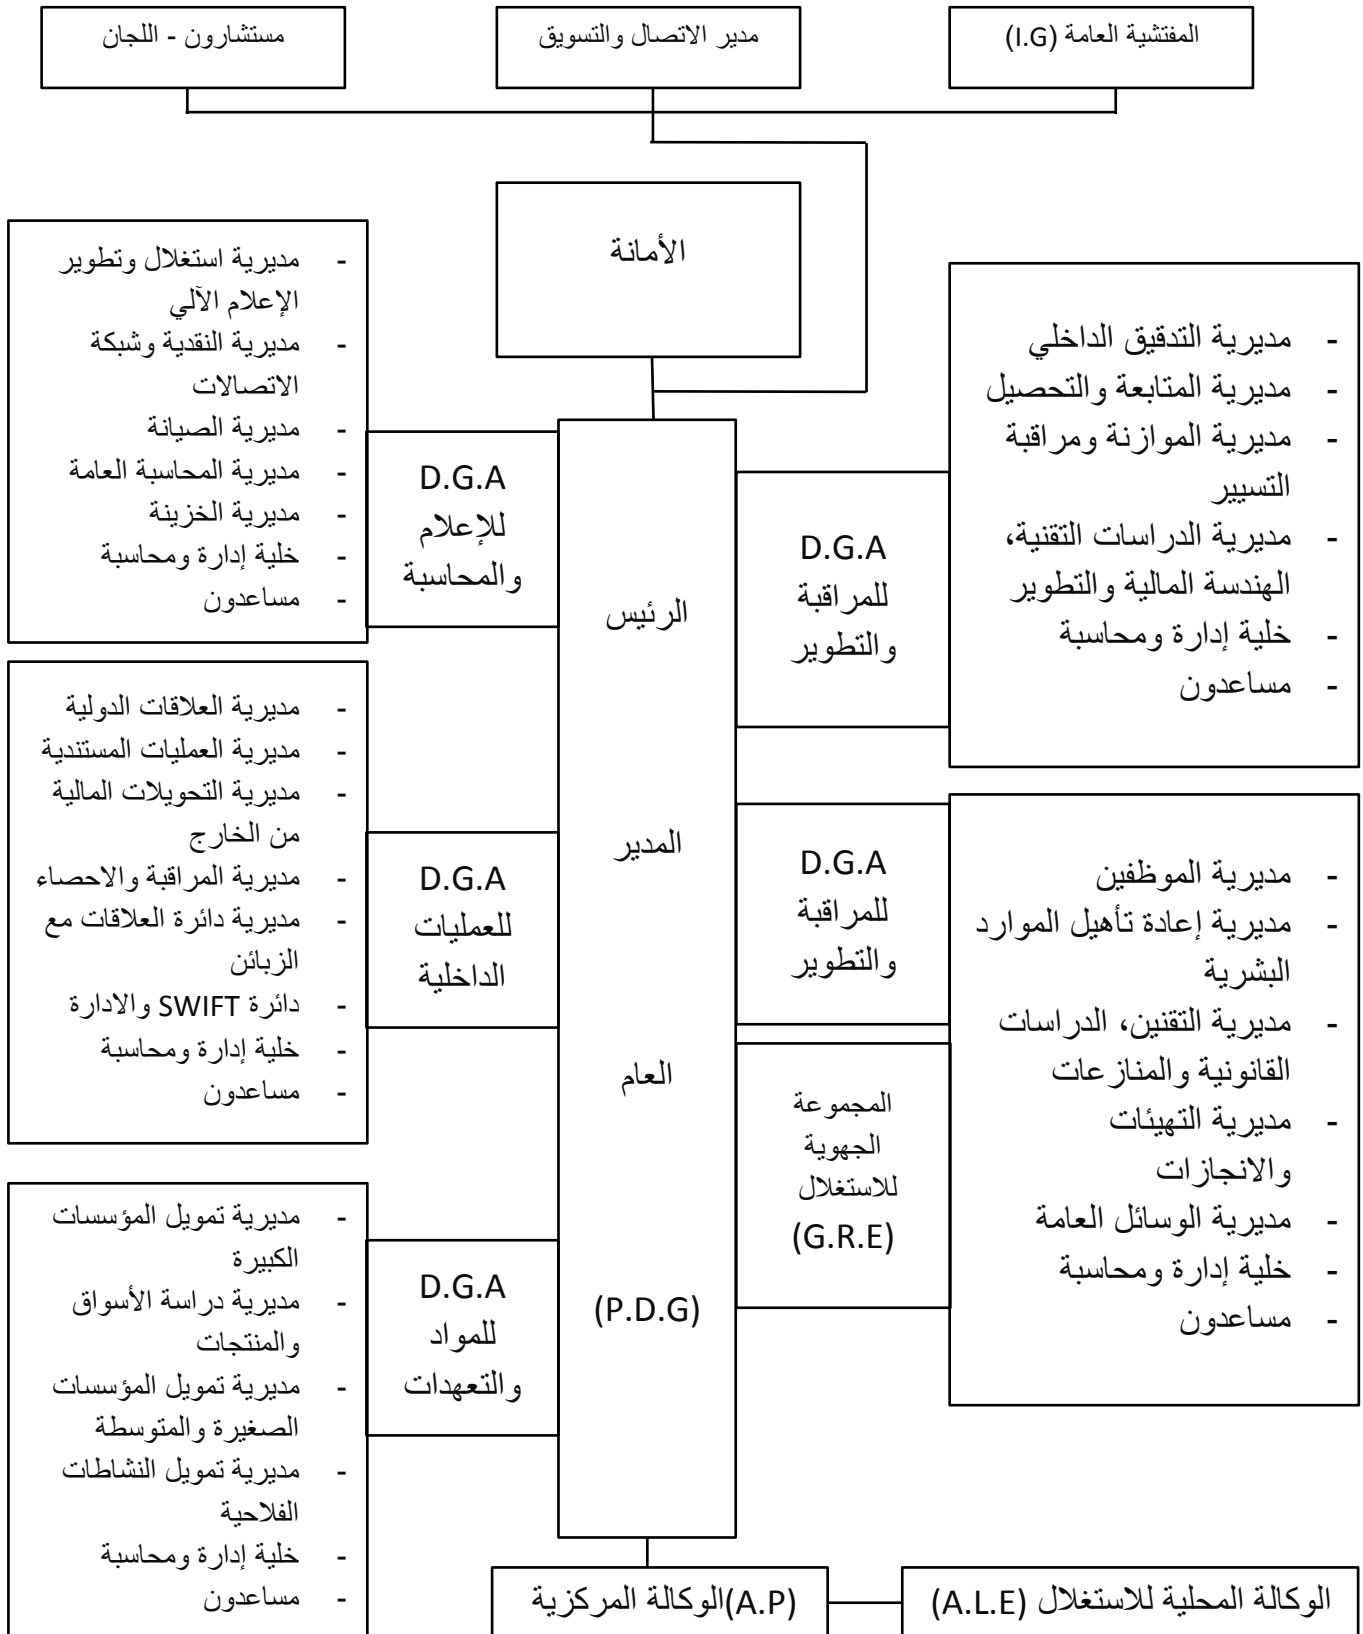 المفتشية العامة (I.G)
مدير الاتصال والتسويق
مستشارون - اللجان
الأمانة
- مديرية التدقيق الداخلي
- مديرية المتابعة والتحصيل
- مديرية الموازنة ومراقبة
التسيير
- مديرية الدراسات التقنية،
الهندسة المالية والتطوير
- خلية إدارة ومحاسبة
- مساعدون
D.G.A
للمراقبة
والتطوير
الرئيس
المدير
العام
(P.D.G)
D.G.A
للإعلام
والمحاسبة
- مديرية استغلال وتطوير
الإعلام الآلي
- مديرية النقدية وشبكة
الاتصالات
- مديرية الصيانة
- مديرية المحاسبة العامة
- مديرية الخزينة
- خلية إدارة ومحاسبة
- مساعدون
- مديرية الموظفين
- مديرية إعادة تأهيل الموارد
البشرية
- مديرية التقنين، الدراسات
القانونية والمنازعات
- مديرية التهيئات
والانجازات
- مديرية الوسائل العامة
- خلية إدارة ومحاسبة
- مساعدون
D.G.A
للمراقبة
والتطوير
المجموعة
الجهوية
للاستغلال
(G.R.E)
D.G.A
للعمليات
الداخلية
- مديرية العلاقات الدولية
- مديرية العمليات المستندية
- مديرية التحويلات المالية
من الخارج
- مديرية المراقبة والاحصاء
- مديرية دائرة العلاقات مع
الزبائن
- دائرة SWIFT والادارة
- خلية إدارة ومحاسبة
- مساعدون
D.G.A
للمواد
والتعهدات
- مديرية تمويل المؤسسات
الكبيرة
- مديرية دراسة الأسواق
والمنتجات
- مديرية تمويل المؤسسات
الصغيرة والمتوسطة
- مديرية تمويل النشاطات
الفلاحية
- خلية إدارة ومحاسبة
- مساعدون
الوكالة المحلية للاستغلال (A.L.E)
(A.P)الوكالة المركزية